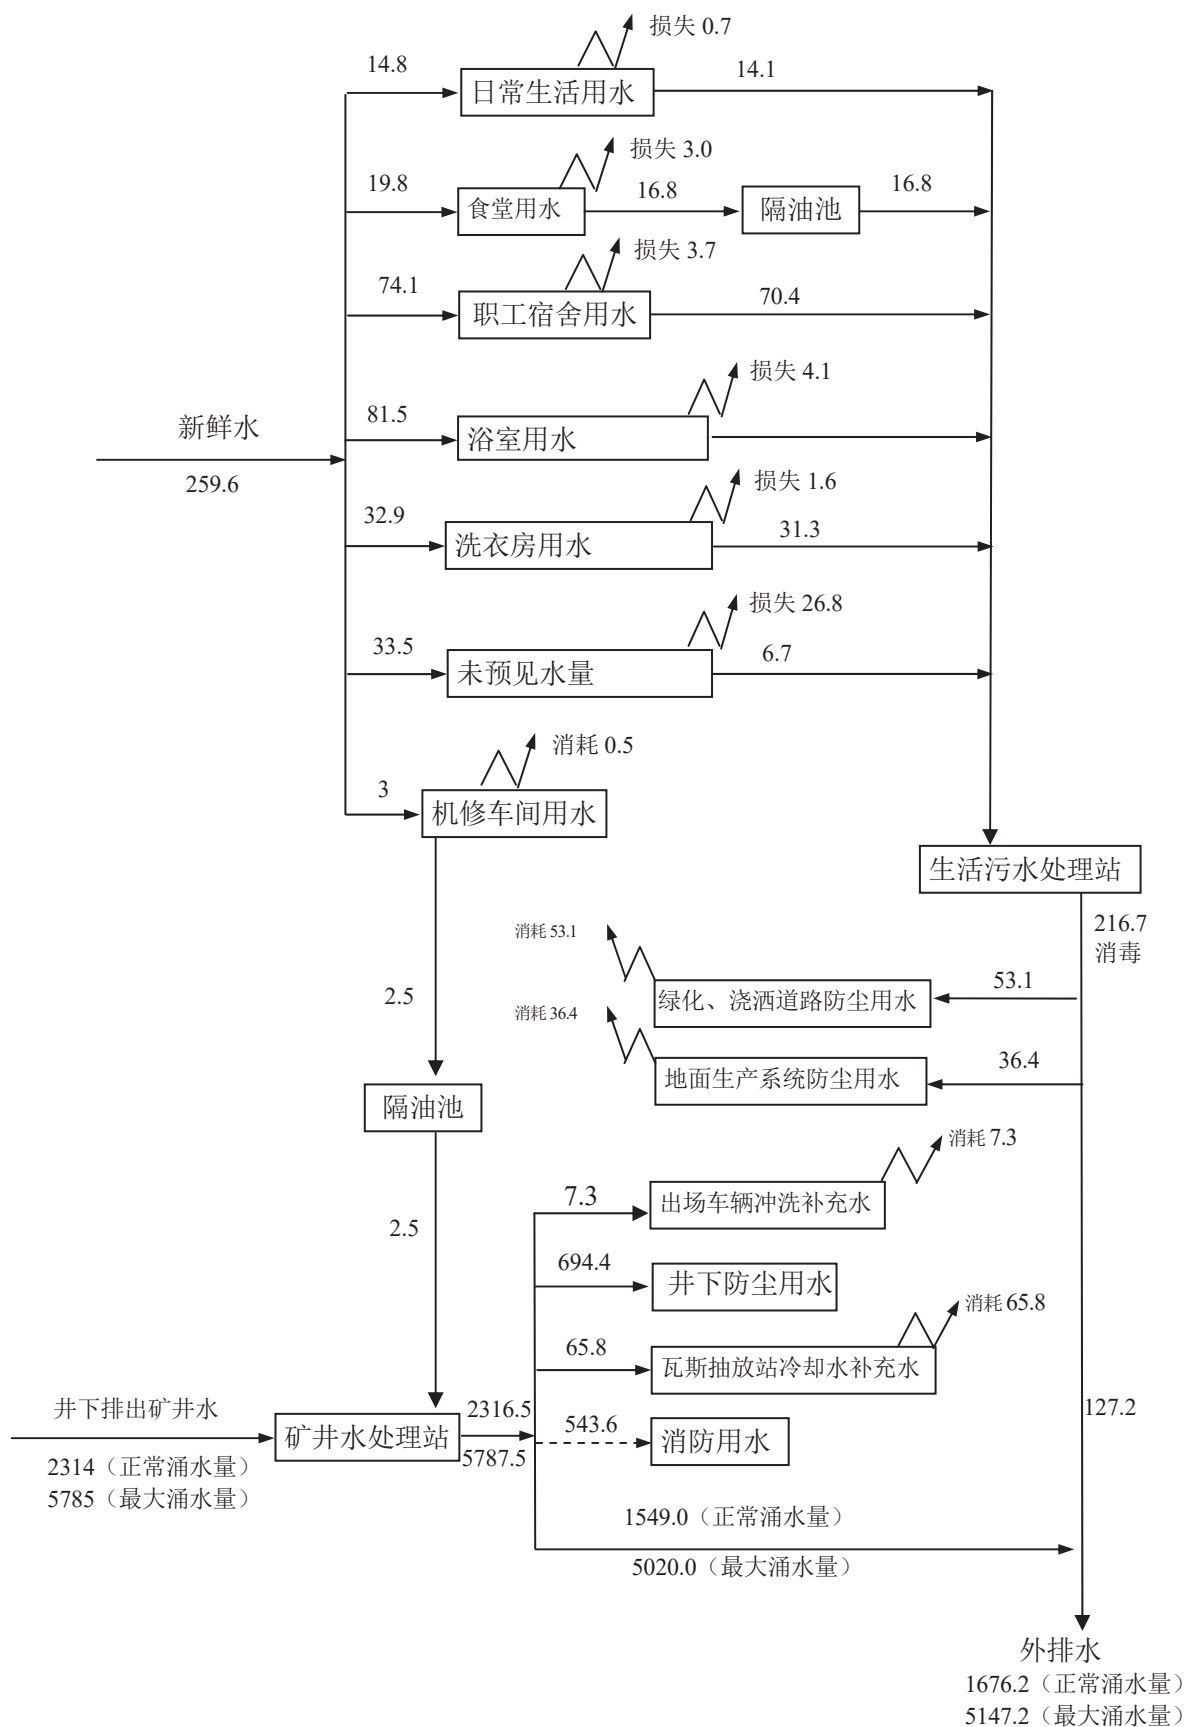 损失 0.7
14.8
日常生活用水
14.1
损失 3.0
19.8
食堂用水
16.8
隔油池
16.8
损失 3.7
74.1
职工宿舍用水
70.4
损失 4.1
81.5
浴室用水
新鲜水
259.6
损失 1.6
32.9
洗衣房用水
31.3
损失 26.8
33.5
未预见水量
6.7
消耗 0.5
3
机修车间用水
生活污水处理站
216.7
消毒
消耗 53.1
53.1
绿化、浇洒道路防尘用水
2.5
消耗 36.4
36.4
地面生产系统防尘用水
隔油池
消耗 7.3
7.3
出场车辆冲洗补充水
2.5
694.4
井下防尘用水
消耗 65.8
65.8
瓦斯抽放站冷却水补充水
井下排出矿井水
2314（正常涌水量）
5785（最大涌水量）
矿井水处理站
2316.5
5787.5
543.6
消防用水
127.2
1549.0（正常涌水量）
5020.0（最大涌水量）
外排水
1676.2（正常涌水量）
5147.2（最大涌水量）